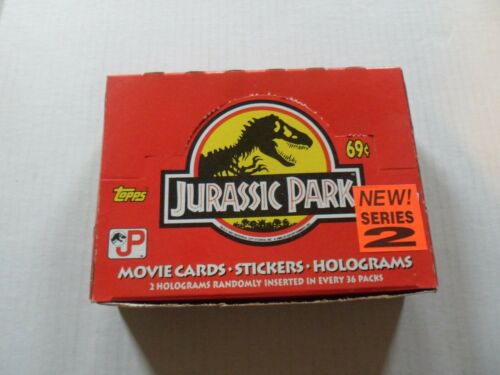 69¢
JURASSIC PARK
Topps
NEW!
SERIES
2
JP
MOVIE CARDS • STICKERS • HOLOGRAMS
2 HOLOGRAMS RANDOMLY INSERTED IN EVERY 36 PACKS